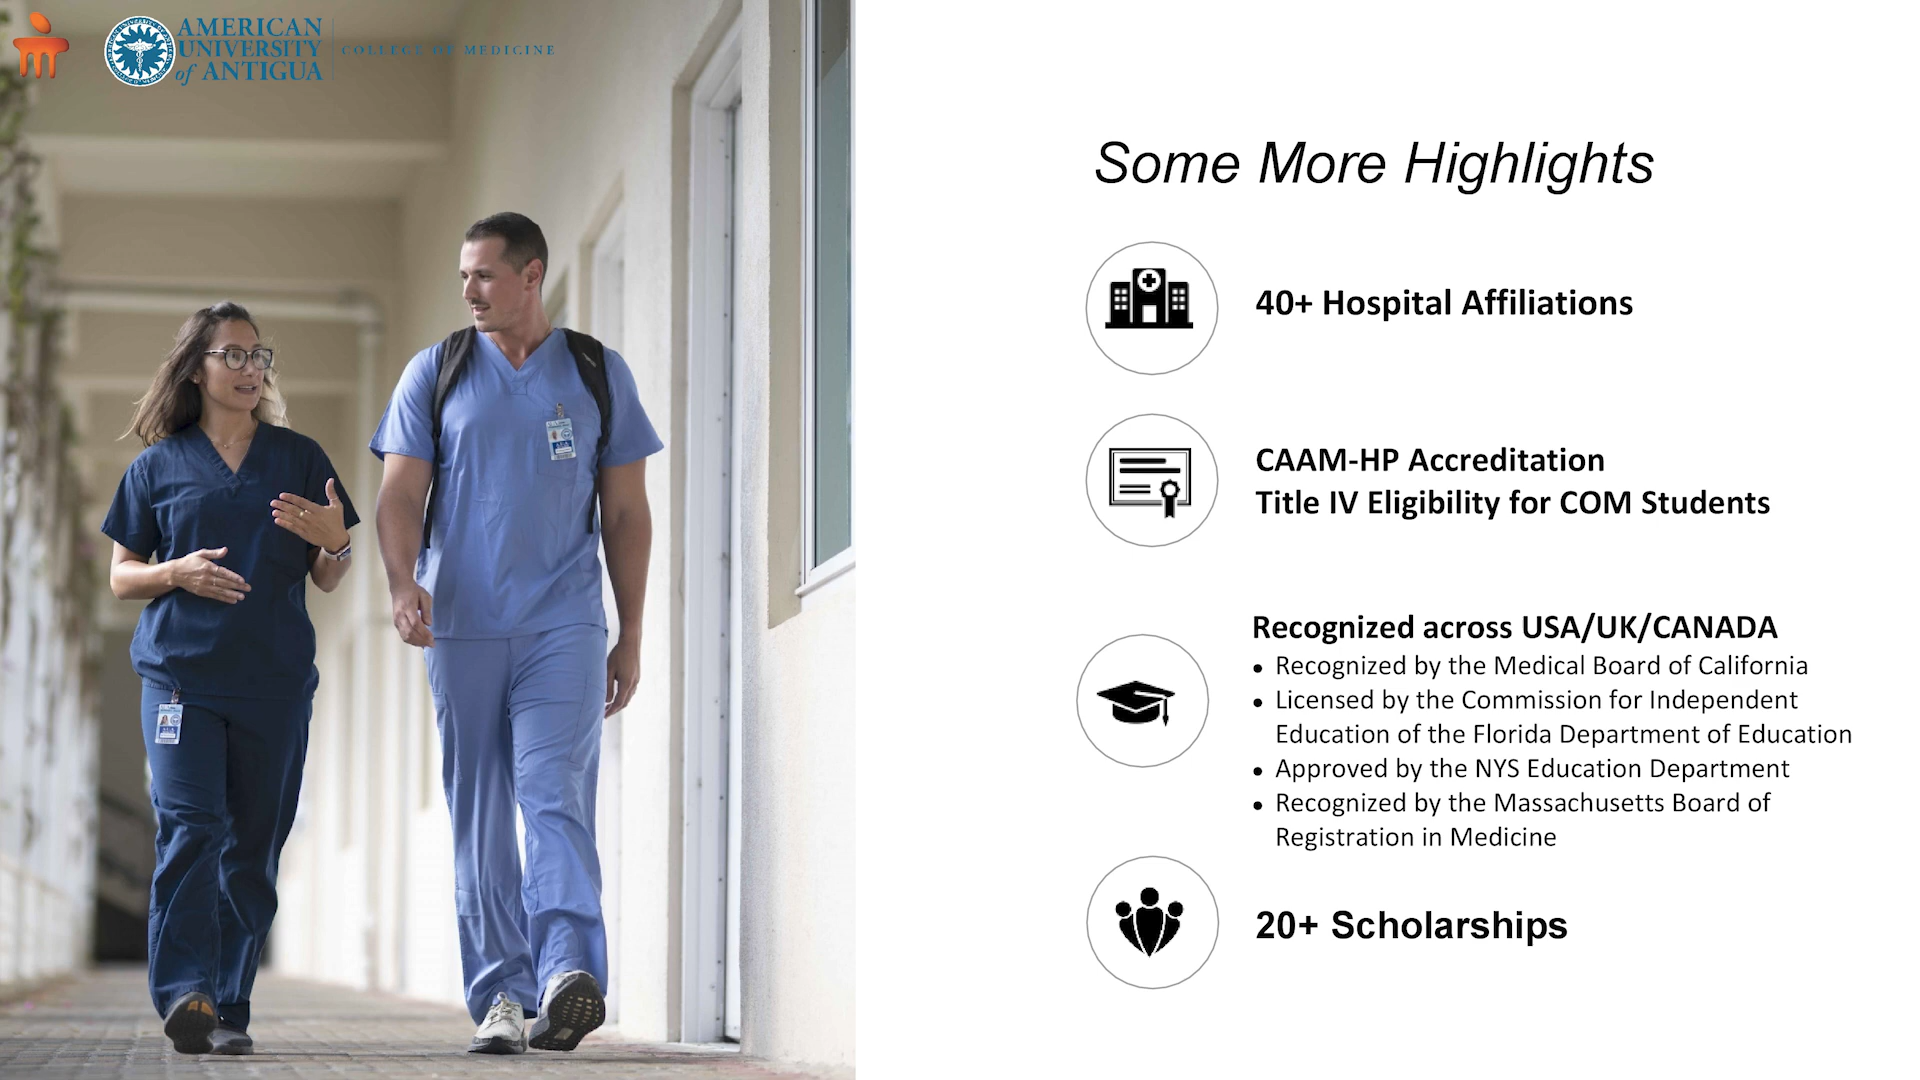 AMERICAN
UNIVERSITY
of ANTIGUA
COLLEGE OF MEDICINE
Some More Highlights
40+ Hospital Affiliations
CAAM-HP Accreditation
Title IV Eligibility for COM Students
Recognized across USA/UK/CANADA
• Recognized by the Medical Board of California
• Licensed by the Commission for Independent
Education of the Florida Department of Education
• Approved by the NYS Education Department
• Recognized by the Massachusetts Board of
Registration in Medicine
20+ Scholarships